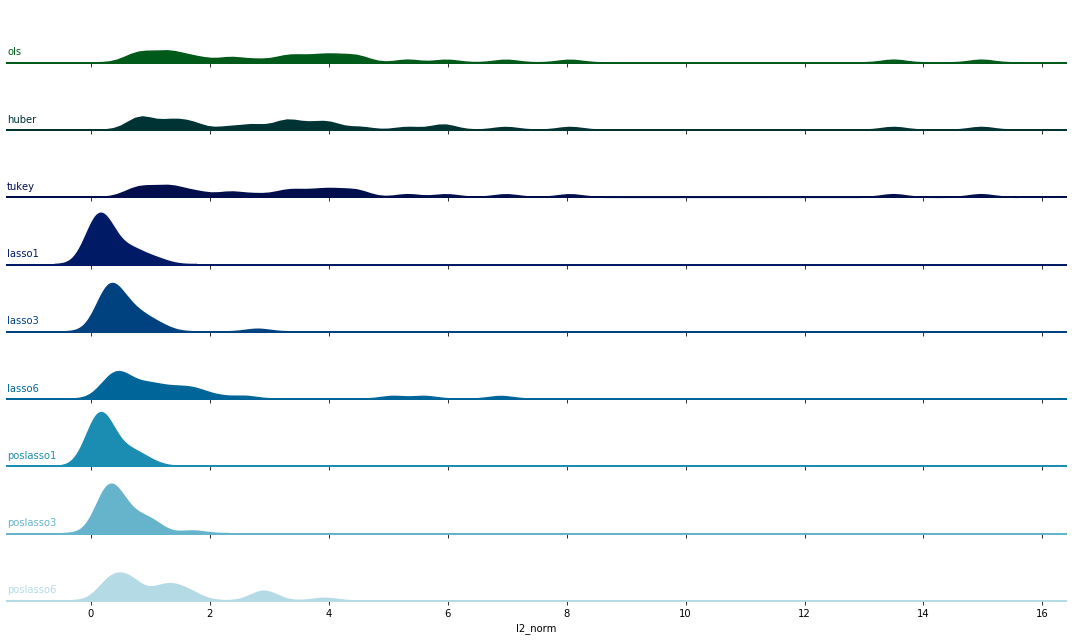 ols
huber
tukey
lasso1
lasso3
lasso6
poslasso1
poslasso3
poslasso6
0 2 4 6 8 10 12 14 16
l2_norm